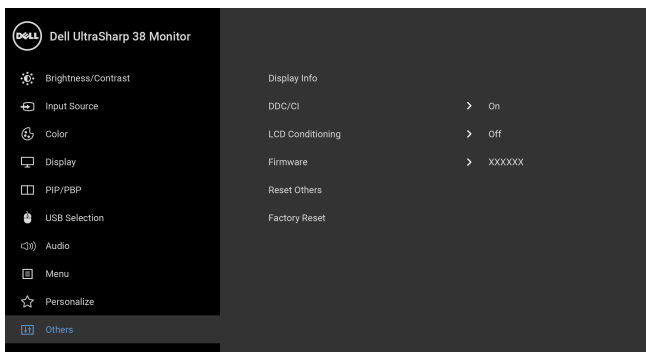 DELL Dell UltraSharp 38 Monitor
Brightness/Contrast
Display Info
Input Source
DDC/CI
On
Color
LCD Conditioning
Off
Display
Firmware
XXXXXX
PIP/PBP
Reset Others
USB Selection
Factory Reset
Audio
Menu
Personalize
Others